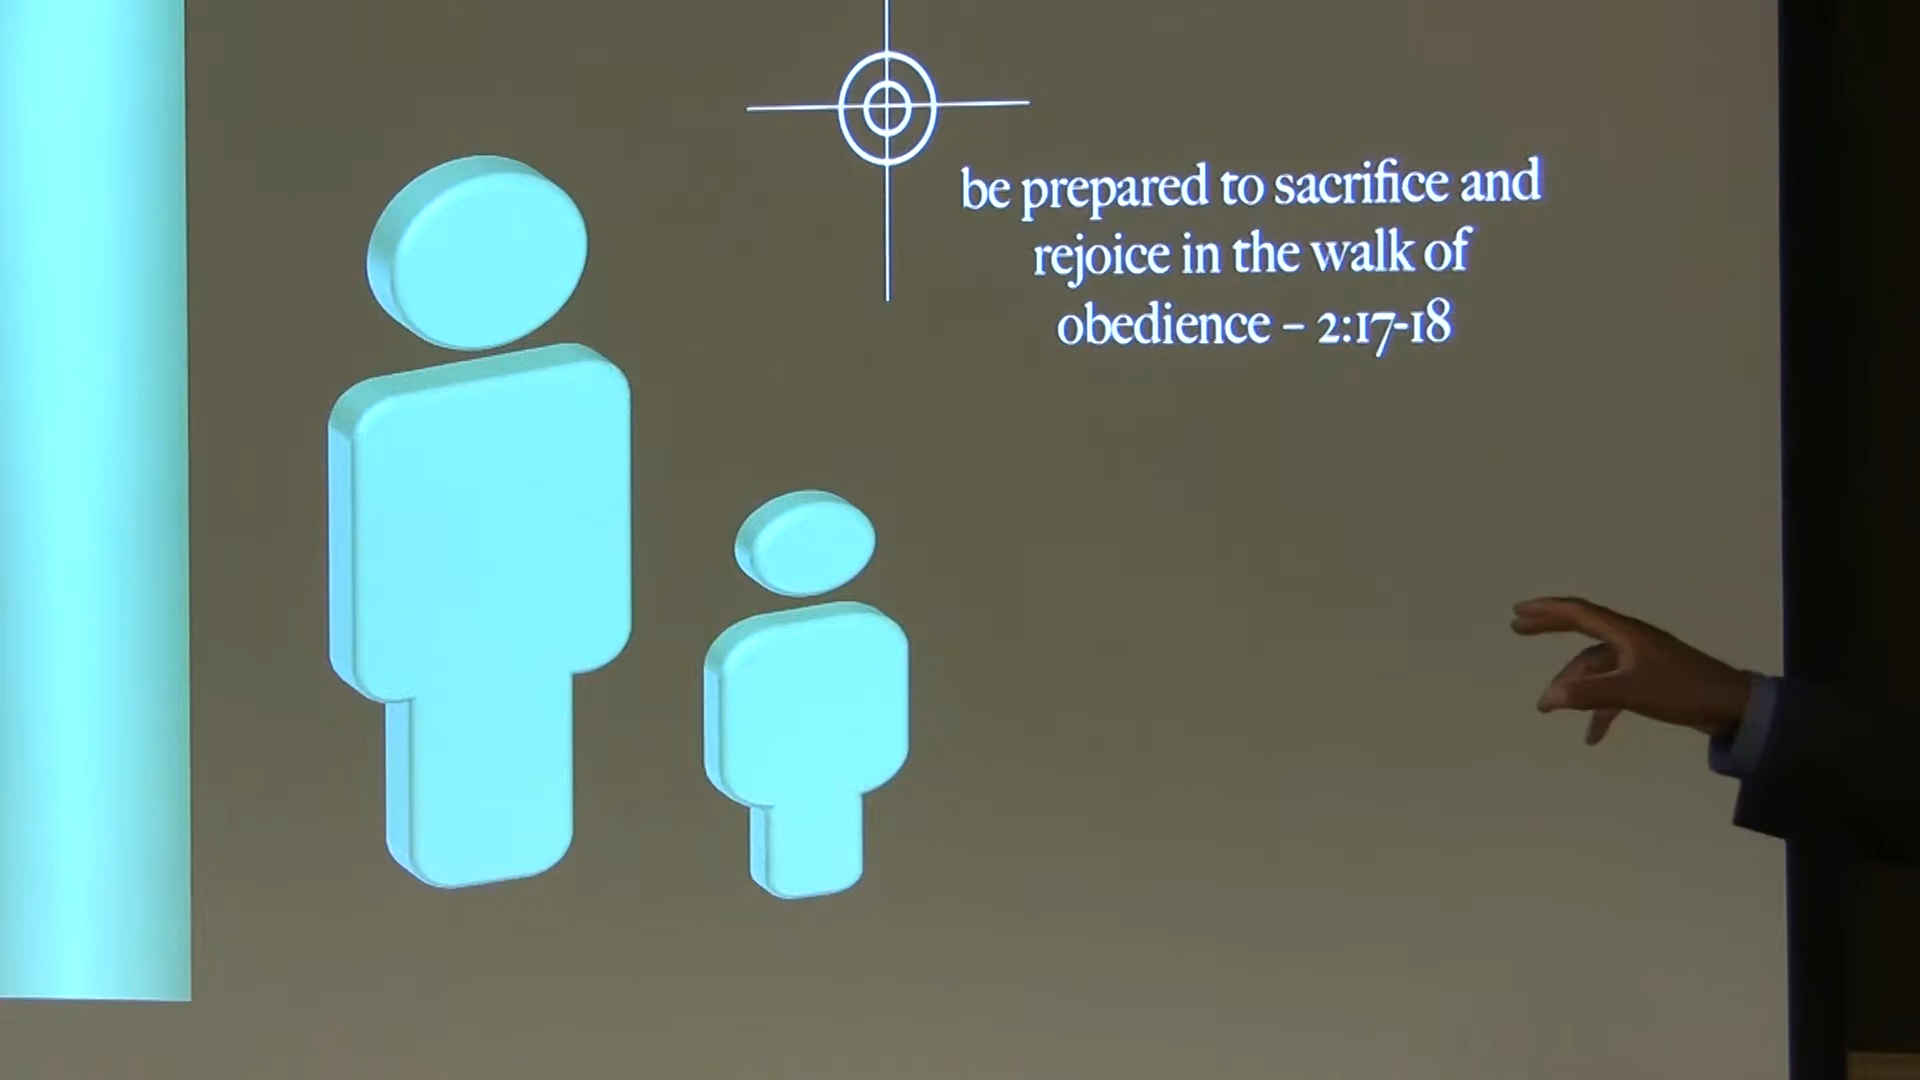 be prepared to sacrifice and
rejoice in the walk of
obedience – 2:17-18